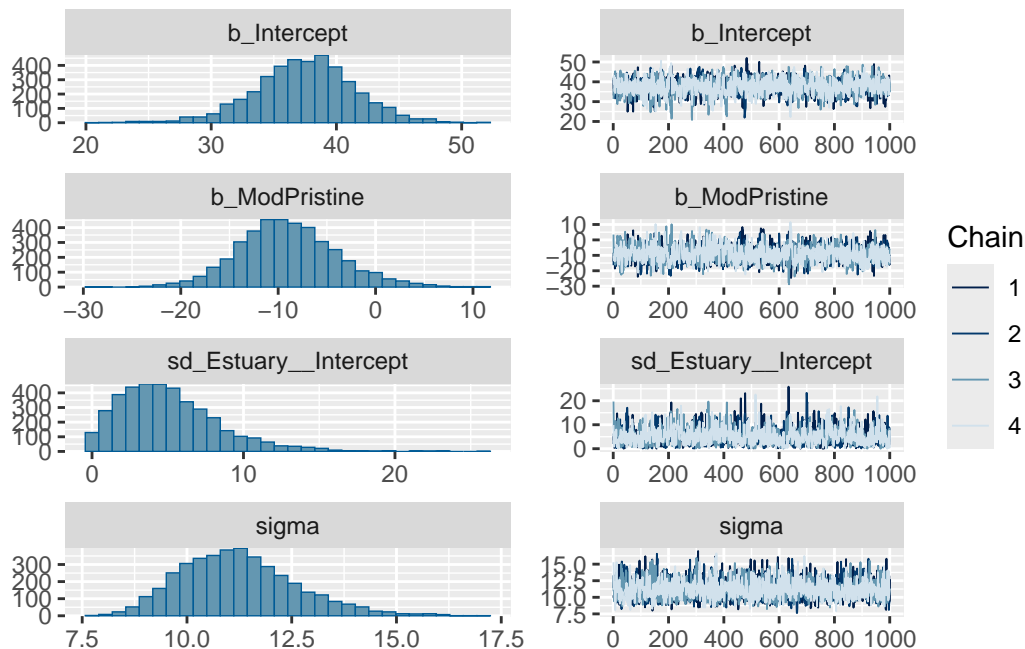 b_Intercept
400
300
200
100
0
20 30 40 50
b_Intercept
50
40
30
20
0 200 400 600 800 1000
b_ModPristine
400
300
200
100
0
−30 −20 −10 0 10
b_ModPristine
10
0
−10
−20
−30
0 200 400 600 800 1000
sd_Estuary__Intercept
400
300
200
100
0
0 10 20
sd_Estuary__Intercept
20
10
0
0 200 400 600 800 1000
sigma
300
200
100
0
7.5 10.0 12.5 15.0 17.5
sigma
15.0
12.5
10.0
7.5
0 200 400 600 800 1000
Chain
1
2
3
4